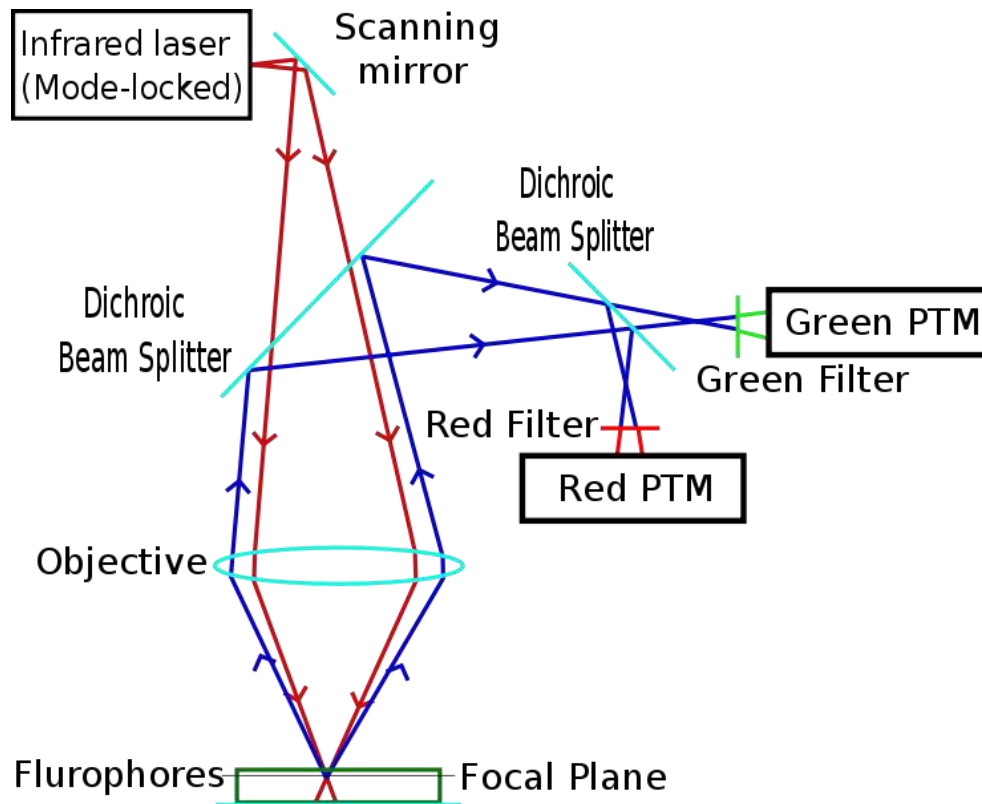 Infrared laser
(Mode-locked)
Scanning
mirror
Dichroic
Beam Splitter
Dichroic
Beam Splitter
Green PTM
Green Filter
Red Filter
Red PTM
Objective
Flurophores
Focal Plane